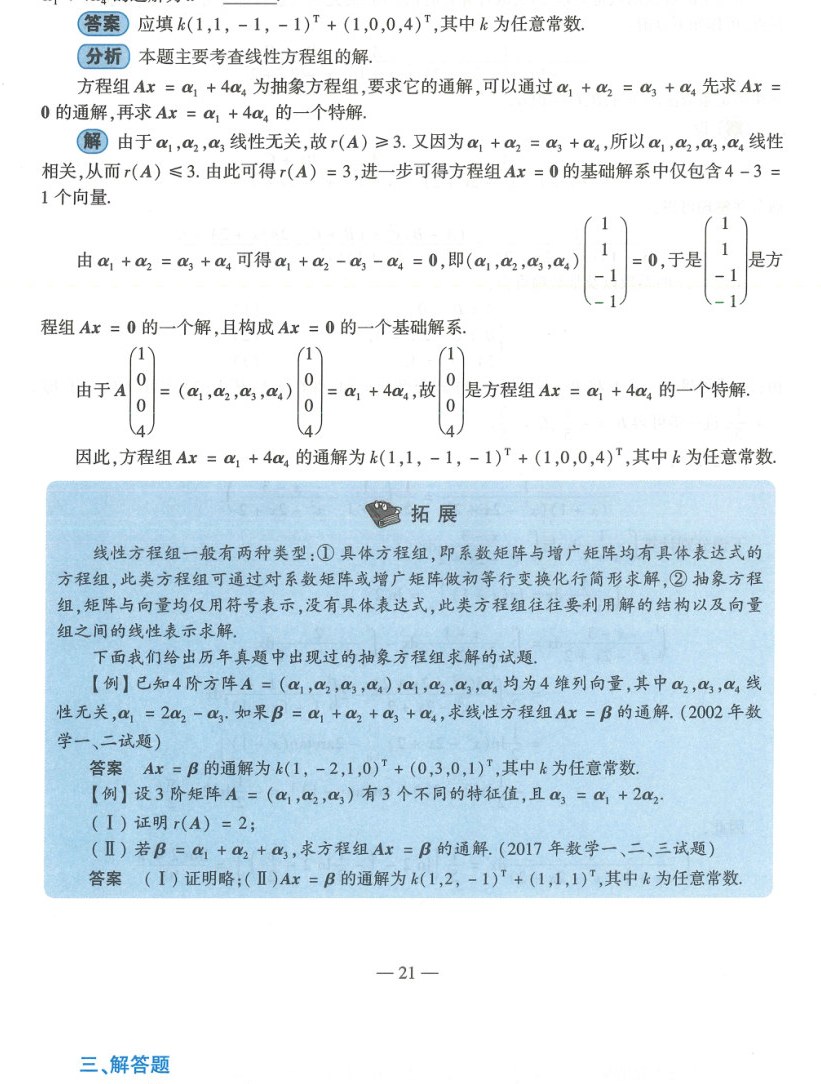 答案 应填k(1,1,-1,-1)ᵀ+(1,0,0,4)ᵀ,其中k为任意常数.
分析 本题主要考查线性方程组的解.
方程组Ax = α₁ + 4α₄为抽象方程组,要求它的通解,可以通过α₁ + α₂ = α₃ + α₄先求Ax =
0的通解,再求Ax = α₁ + 4α₄的一个特解.
解 由于α₁,α₂,α₃线性无关,故r(A)≥3.又因为α₁ + α₂ = α₃ + α₄,所以α₁,α₂,α₃,α₄线性
相关,从而r(A)≤3.由此可得r(A) = 3,进一步可得方程组Ax = 0的基础解系中仅包含4 - 3 =
1个向量.
由α₁ + α₂ = α₃ + α₄可得α₁ + α₂ - α₃ - α₄ = 0,即(α₁,α₂,α₃,α₄)(1 1 -1 -1) = 0,于是(1 1 -1 -1)是方
程组Ax = 0的一个解,且构成Ax = 0的一个基础解系.
由于A(1 0 0 4) = (α₁,α₂,α₃,α₄)(1 0 0 4) = α₁ + 4α₄,故(1 0 0 4)是方程组Ax = α₁ + 4α₄的一个特解.
因此,方程组Ax = α₁ + 4α₄的通解为k(1,1,-1,-1)ᵀ+(1,0,0,4)ᵀ,其中k为任意常数.
拓展
线性方程组一般有两种类型:①具体方程组,即系数矩阵与增广矩阵均有具体表达式的
方程组,此类方程组可通过对系数矩阵或增广矩阵做初等行变换化行简形求解,②抽象方程
组,矩阵与向量均仅用符号表示,没有具体表达式,此类方程组往往要利用解的结构以及向量
组之间的线性表示求解.
下面我们给出历年真题中出现过的抽象方程组求解的试题.
【例】已知4阶方阵A = (α₁,α₂,α₃,α₄),α₁,α₂,α₃,α₄均为4维列向量,其中α₂,α₃,α₄线
性无关,α₁ = 2α₂ - α₃.如果β = α₁ + α₂ + α₃ + α₄,求线性方程组Ax = β的通解.(2002年数
学一、二试题)
答案 Ax = β的通解为k(1,-2,1,0)ᵀ+(0,3,0,1)ᵀ,其中k为任意常数.
【例】设3阶矩阵A = (α₁,α₂,α₃)有3个不同的特征值,且α₃ = α₁ + 2α₂.
(Ⅰ)证明r(A) = 2;
(Ⅱ)若β = α₁ + α₂ + α₃,求方程组Ax = β的通解.(2017年数学一、二、三试题)
答案 (Ⅰ)证明略;(Ⅱ)Ax = β的通解为k(1,2,-1)ᵀ+(1,1,1)ᵀ,其中k为任意常数.
— 21 —
三、解答题